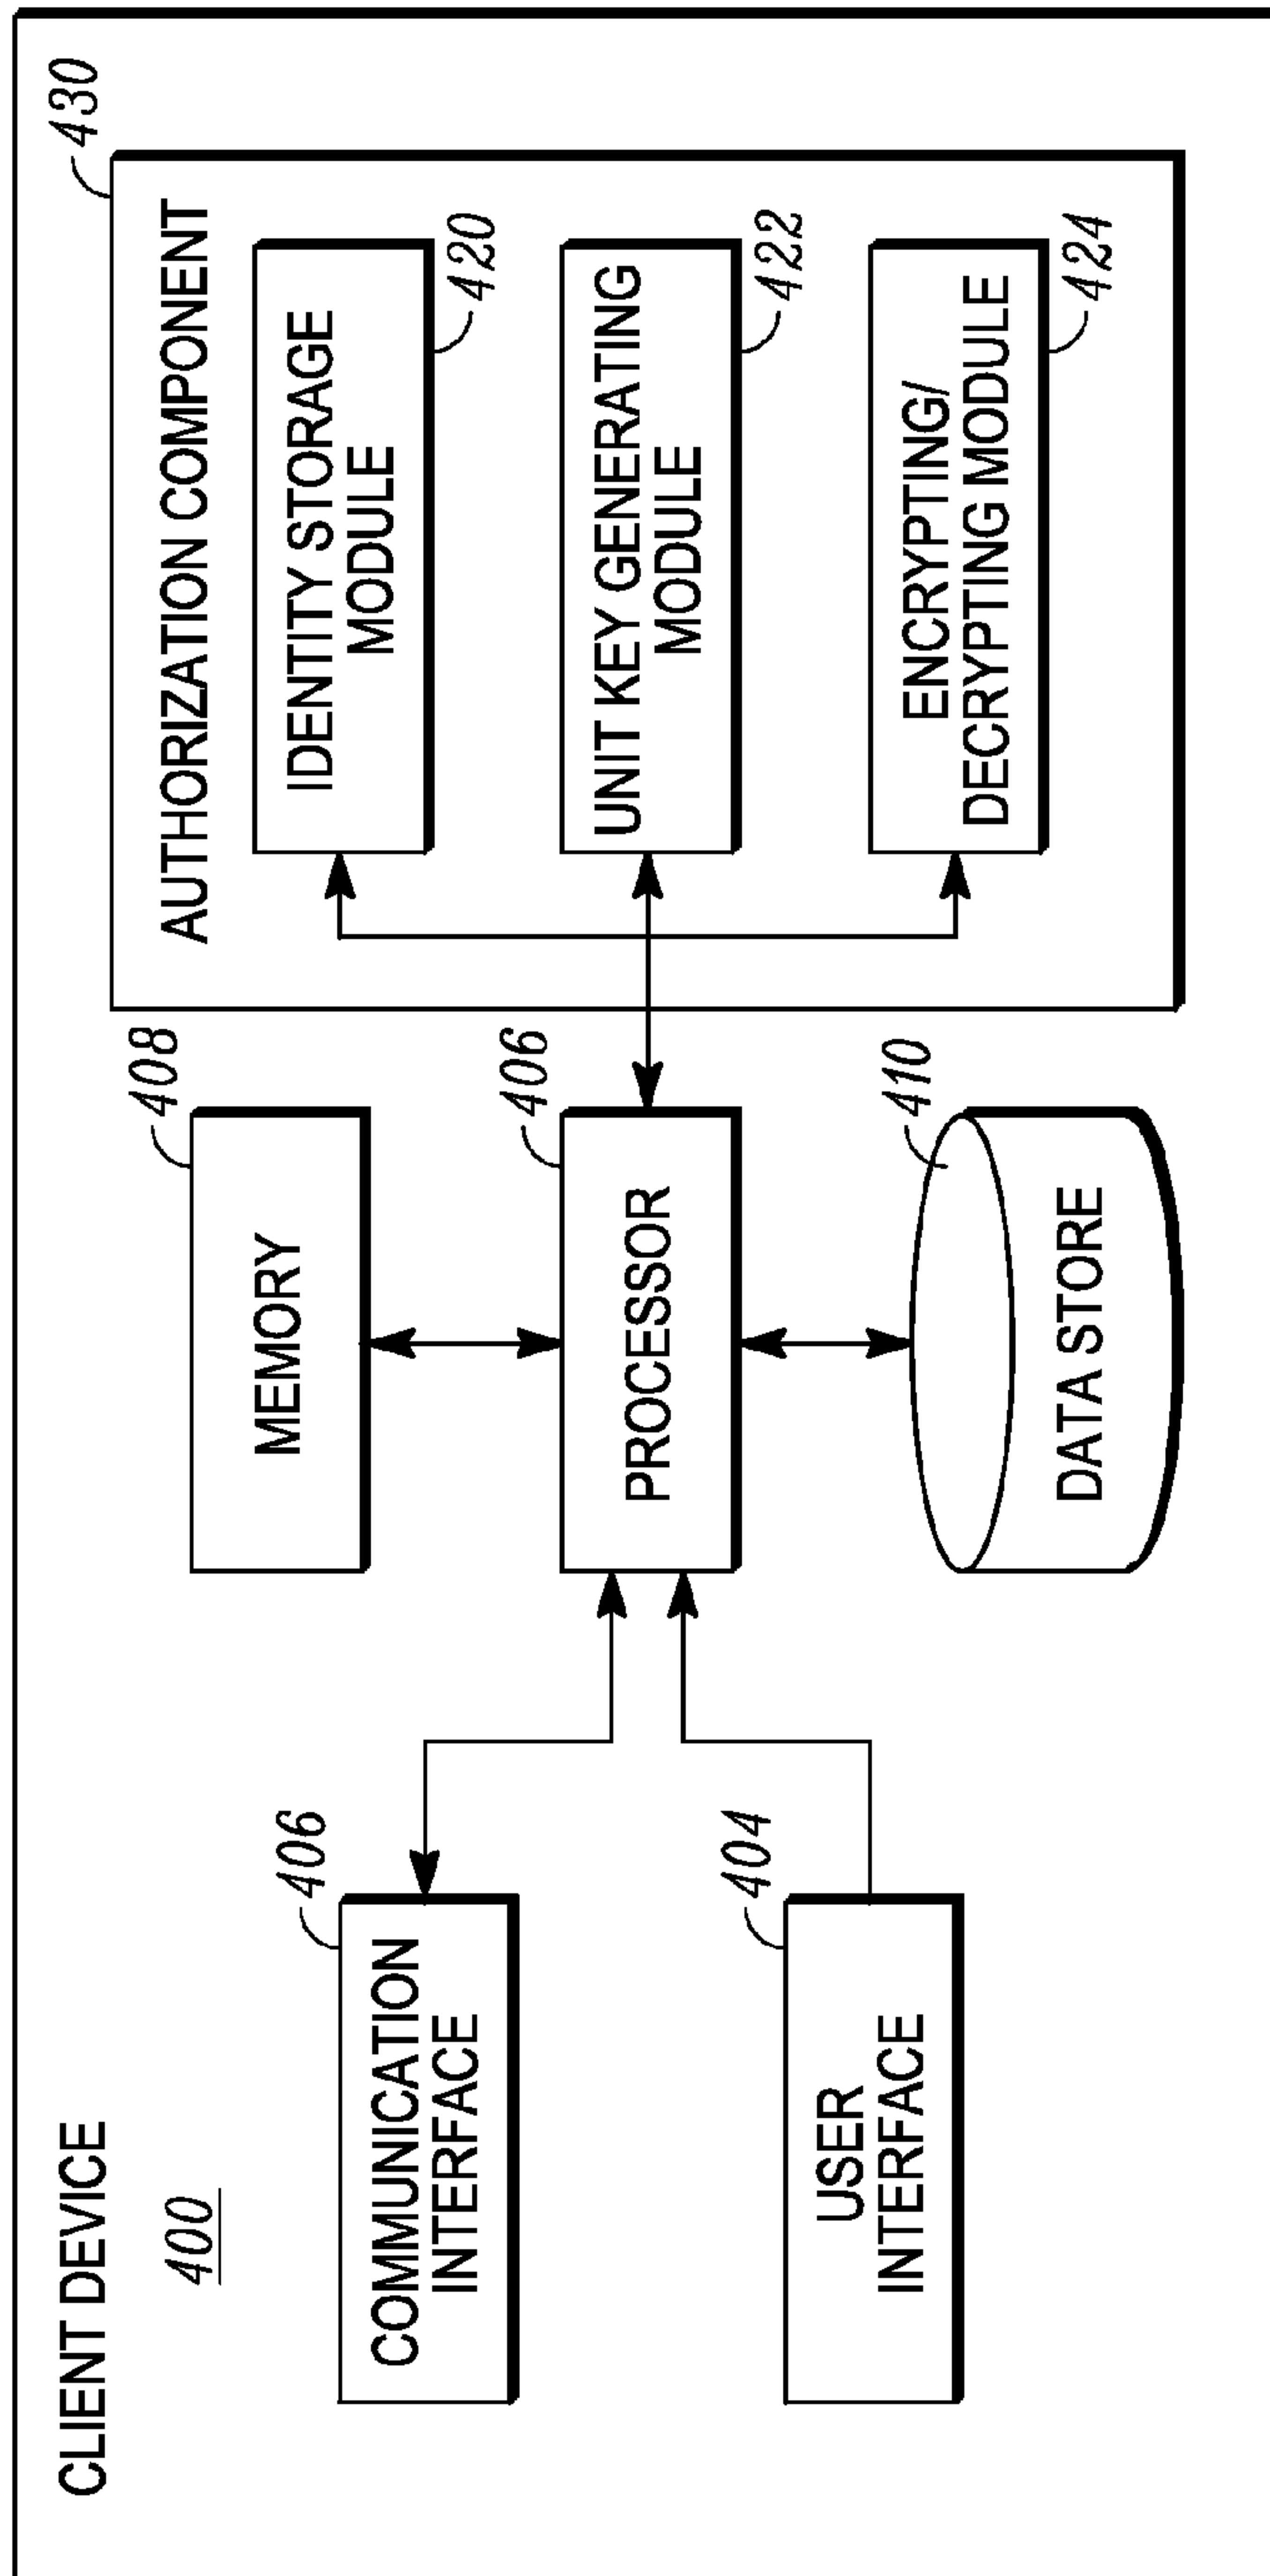 CLIENT DEVICE
400
COMMUNICATION
INTERFACE
406
USER
INTERFACE
404
MEMORY
408
PROCESSOR
406
DATA STORE
410
AUTHORIZATION COMPONENT
430
IDENTITY STORAGE
MODULE
420
UNIT KEY GENERATING
MODULE
422
ENCRYPTING/
DECRYPTING MODULE
424